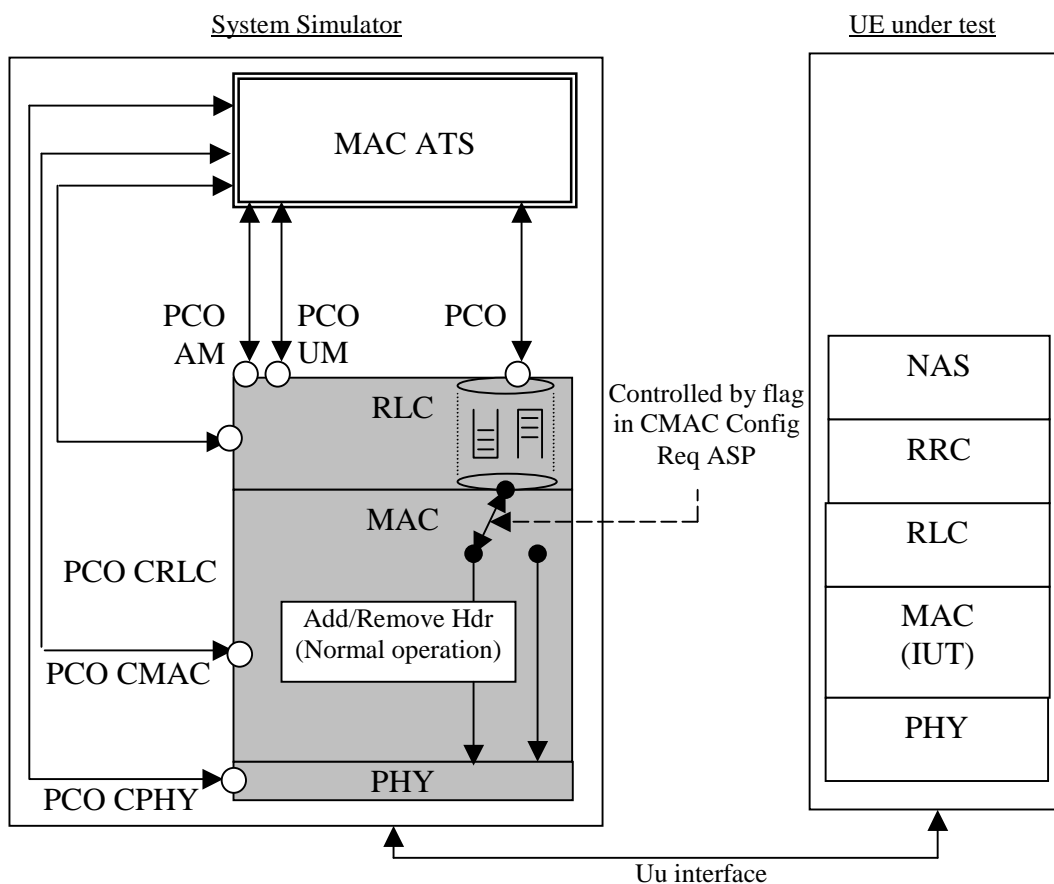 System Simulator
UE under test
MAC ATS
PCO
AM
PCO
UM
PCO
RLC
Controlled by flag
in CMAC Config
Req ASP
MAC
PCO CRLC
Add/Remove Hdr
(Normal operation)
PCO CMAC
PHY
PCO CPHY
NAS
RRC
RLC
MAC
(IUT)
PHY
Uu interface